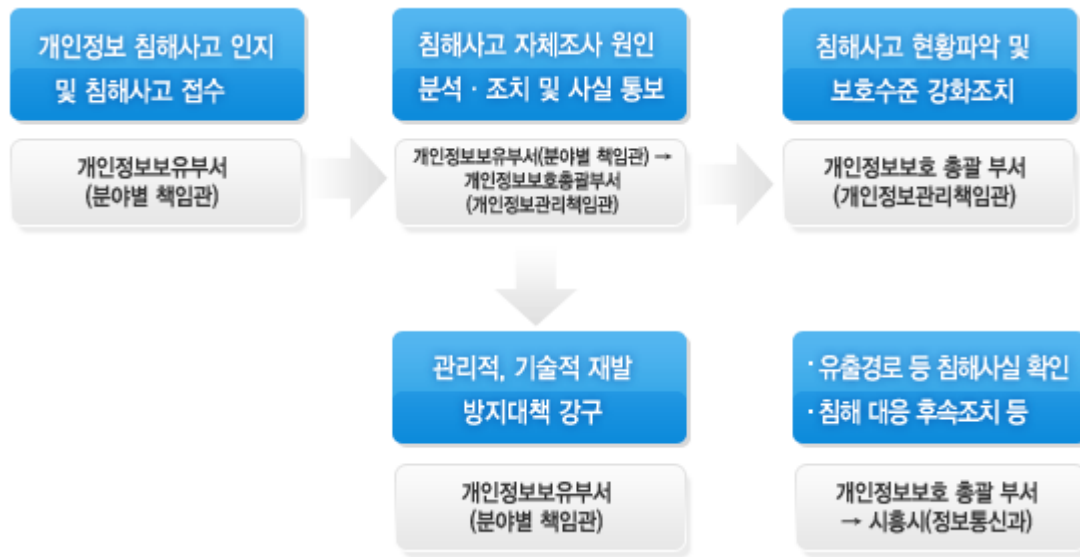 개인정보 침해사고 인지
및 침해사고 접수
개인정보보유부서
(분야별 책임관)
침해사고 자체조사 원인
분석 · 조치 및 사실 통보
개인정보보유부서(분야별 책임관) →
개인정보보호총괄부서
(개인정보관리책임관)
침해사고 현황파악 및
보호수준 강화조치
개인정보보호 총괄 부서
(개인정보관리책임관)
관리적, 기술적 재발
방지대책 강구
개인정보보유부서
(분야별 책임관)
· 유출경로 등 침해사실 확인
· 침해 대응 후속조치 등
개인정보보호 총괄 부서
→ 시흥시(정보통신과)